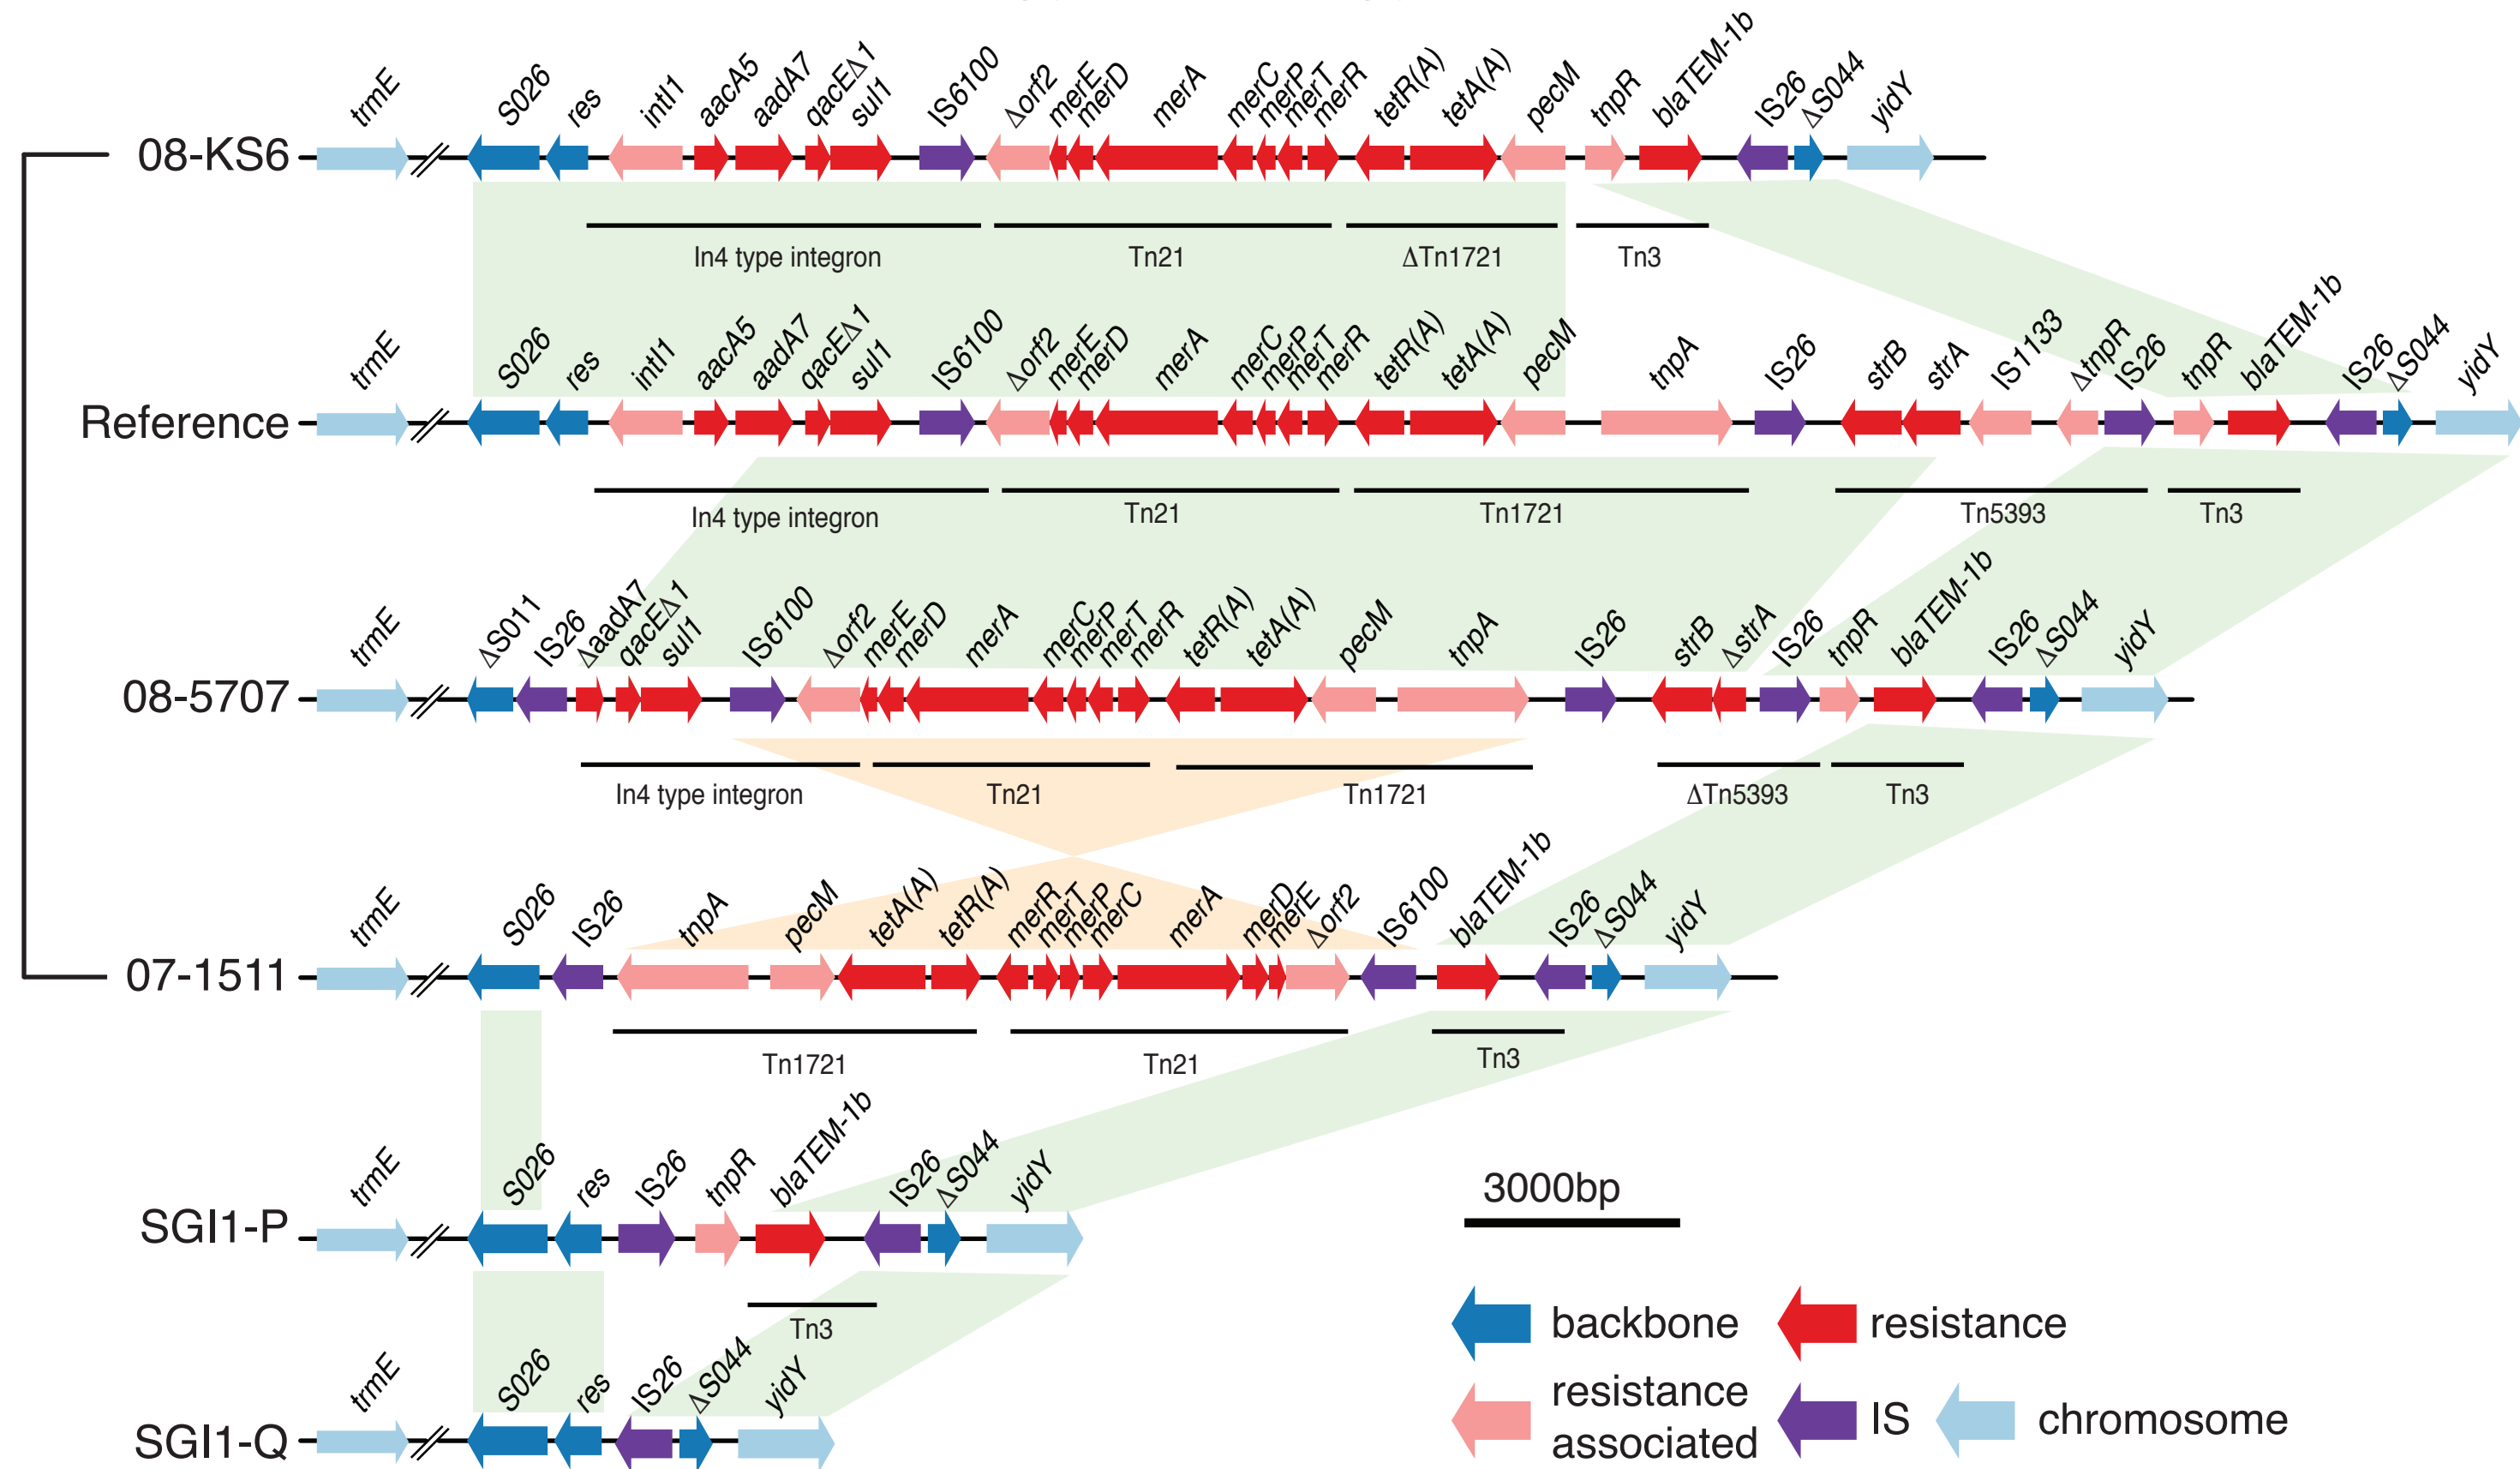 trmE S026 res intI1 aacA5 aadA7 qacEΔ1 sul1 IS6100 Δorf2 merE merD merA merC merP merT merR tetR(A) tetA(A) pecM tnpR blaTEM-1b IS26 ΔS044 yidY
08-KS6
In4 type integron Tn21 ΔTn1721 Tn3
trmE S026 res intI1 aacA5 aadA7 qacEΔ1 sul1 IS6100 Δorf2 merE merD merA merC merP merT merR tetR(A) tetA(A) pecM tnpA IS26 strB strA IS1133 ΔtnpR IS26 tnpR blaTEM-1b IS26 ΔS044 yidY
Reference
In4 type integron Tn21 Tn1721 Tn5393 Tn3
trmE ΔS011 IS26 ΔaadA7 qacEΔ1 sul1 IS6100 Δorf2 merE merD merA merC merP merT merR tetR(A) tetA(A) pecM tnpA IS26 strB ΔstrA IS26 tnpR blaTEM-1b IS26 ΔS044 yidY
08-5707
In4 type integron Tn21 Tn1721 ΔTn5393 Tn3
trmE S026 IS26 tnpA pecM tetA(A) tetR(A) merR merT merP merC merA merD merE Δorf2 IS6100 blaTEM-1b IS26 ΔS044 yidY
07-1511
Tn1721 Tn21 Tn3
trmE S026 res IS26 tnpR blaTEM-1b IS26 ΔS044 yidY
SGI1-P
Tn3
trmE S026 res IS26 ΔS044 yidY
SGI1-Q
3000bp
backbone resistance
resistance
associated IS chromosome